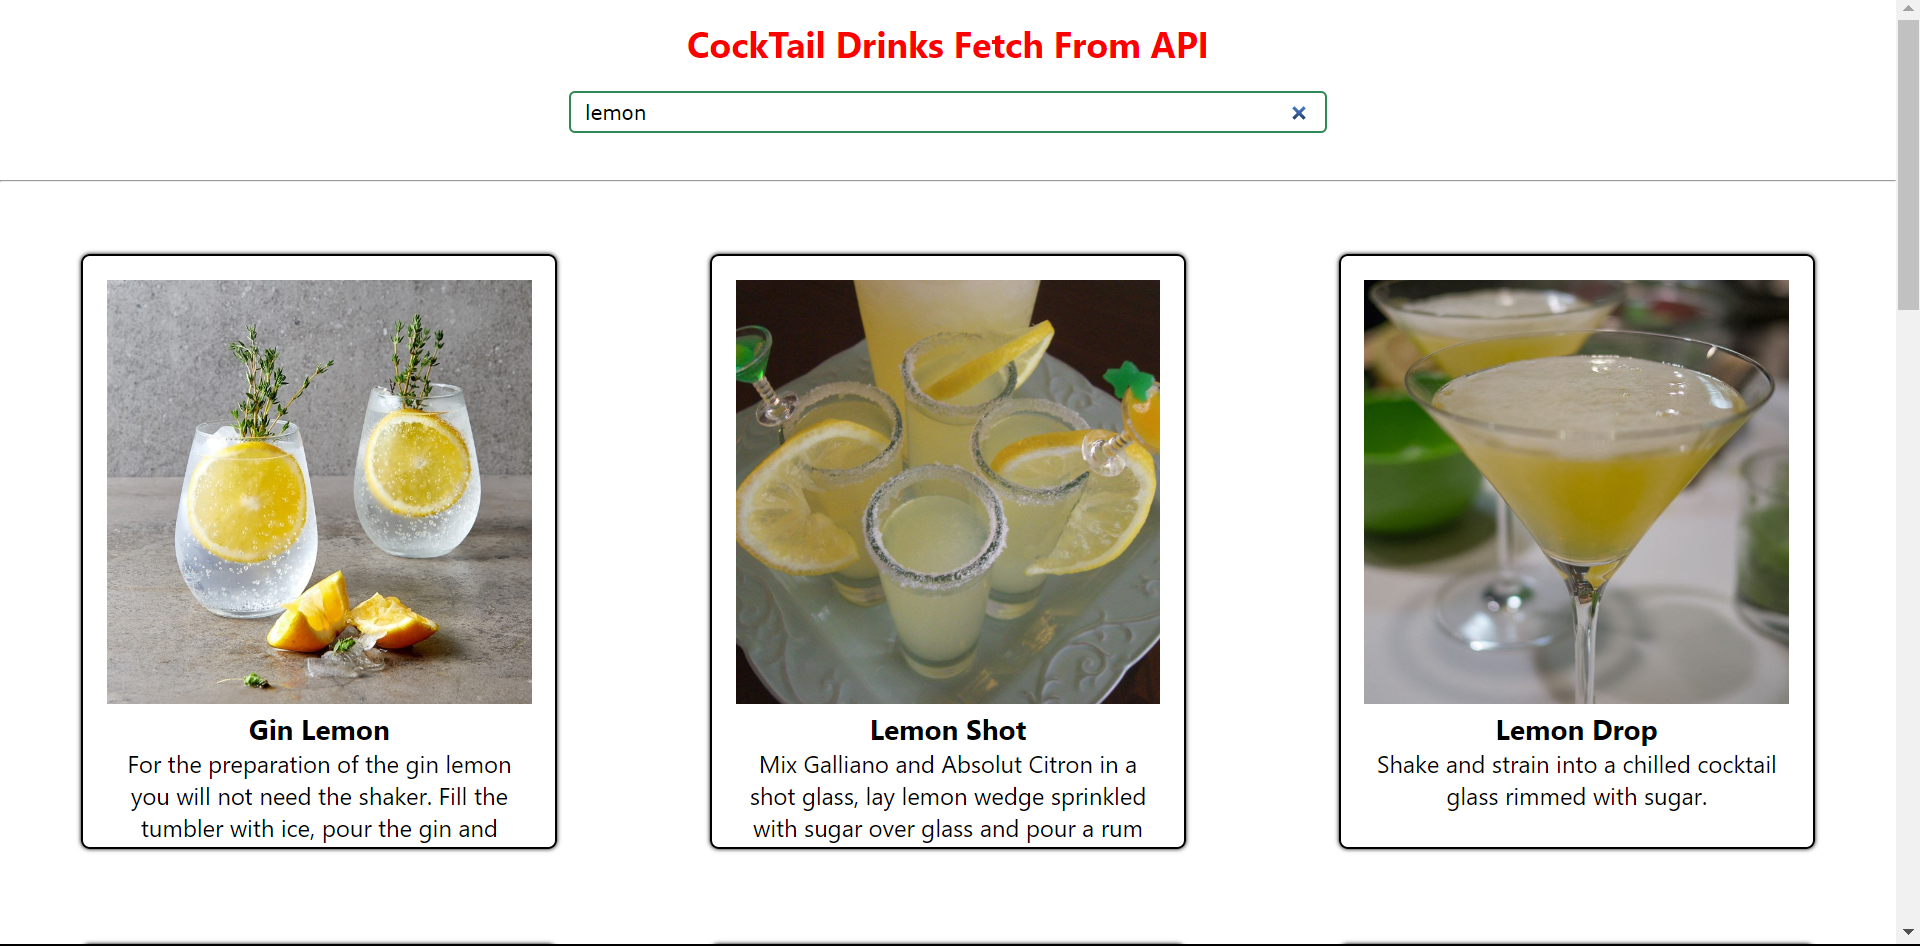 CockTail Drinks Fetch From API
lemon
Gin Lemon
For the preparation of the gin lemon
you will not need the shaker. Fill the
tumbler with ice, pour the gin and
Lemon Shot
Mix Galliano and Absolut Citron in a
shot glass, lay lemon wedge sprinkled
with sugar over glass and pour a rum
Lemon Drop
Shake and strain into a chilled cocktail
glass rimmed with sugar.